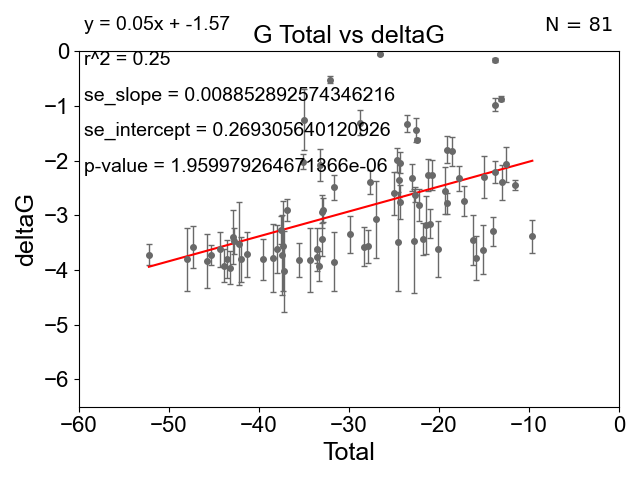 y = 0.05x + -1.57
N = 81
G Total vs deltaG
r^2 = 0.25
se_slope = 0.008852892574346216
se_intercept = 0.269305640120926
p-value = 1.959979264671366e-06
deltaG
0
−1
−2
−3
−4
−5
−6
−60
−50
−40
−30
−20
−10
0
Total